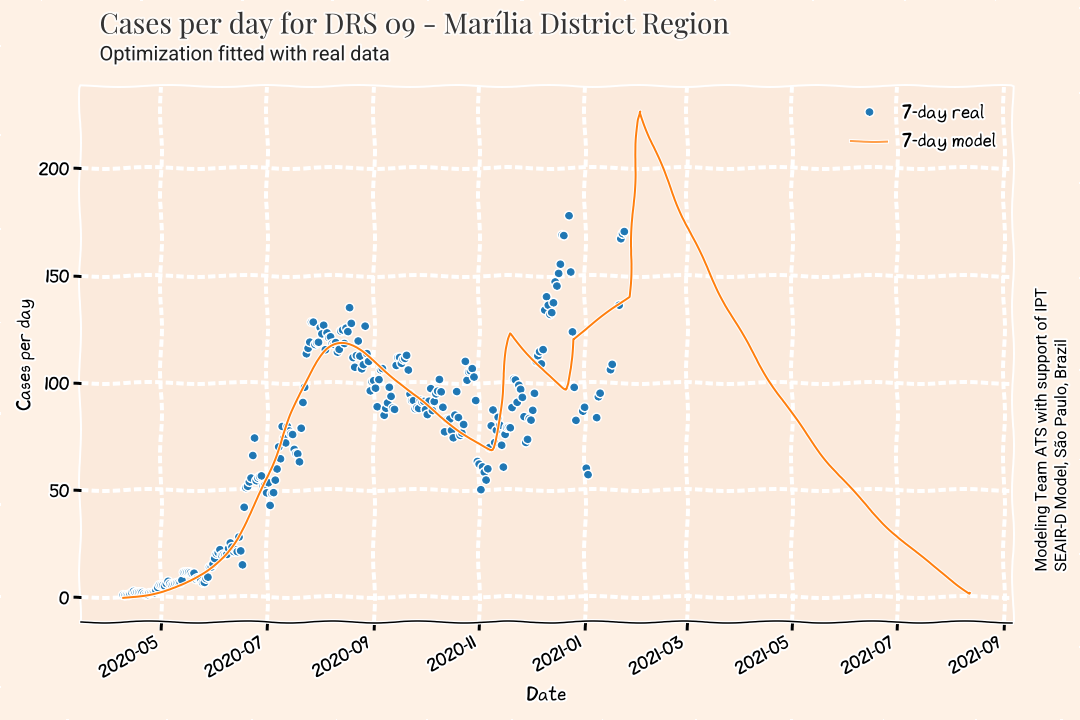 Cases per day for DRS 09 - Marília District Region
Optimization fitted with real data
7-day real
7-day model
200
150
100
50
0
Cases per day
2020-05
2020-07
2020-09
2020-11
2021-01
2021-03
2021-05
2021-07
2021-09
Date
Modeling Team ATS with support of IPT
SEAIR-D Model, São Paulo, Brazil